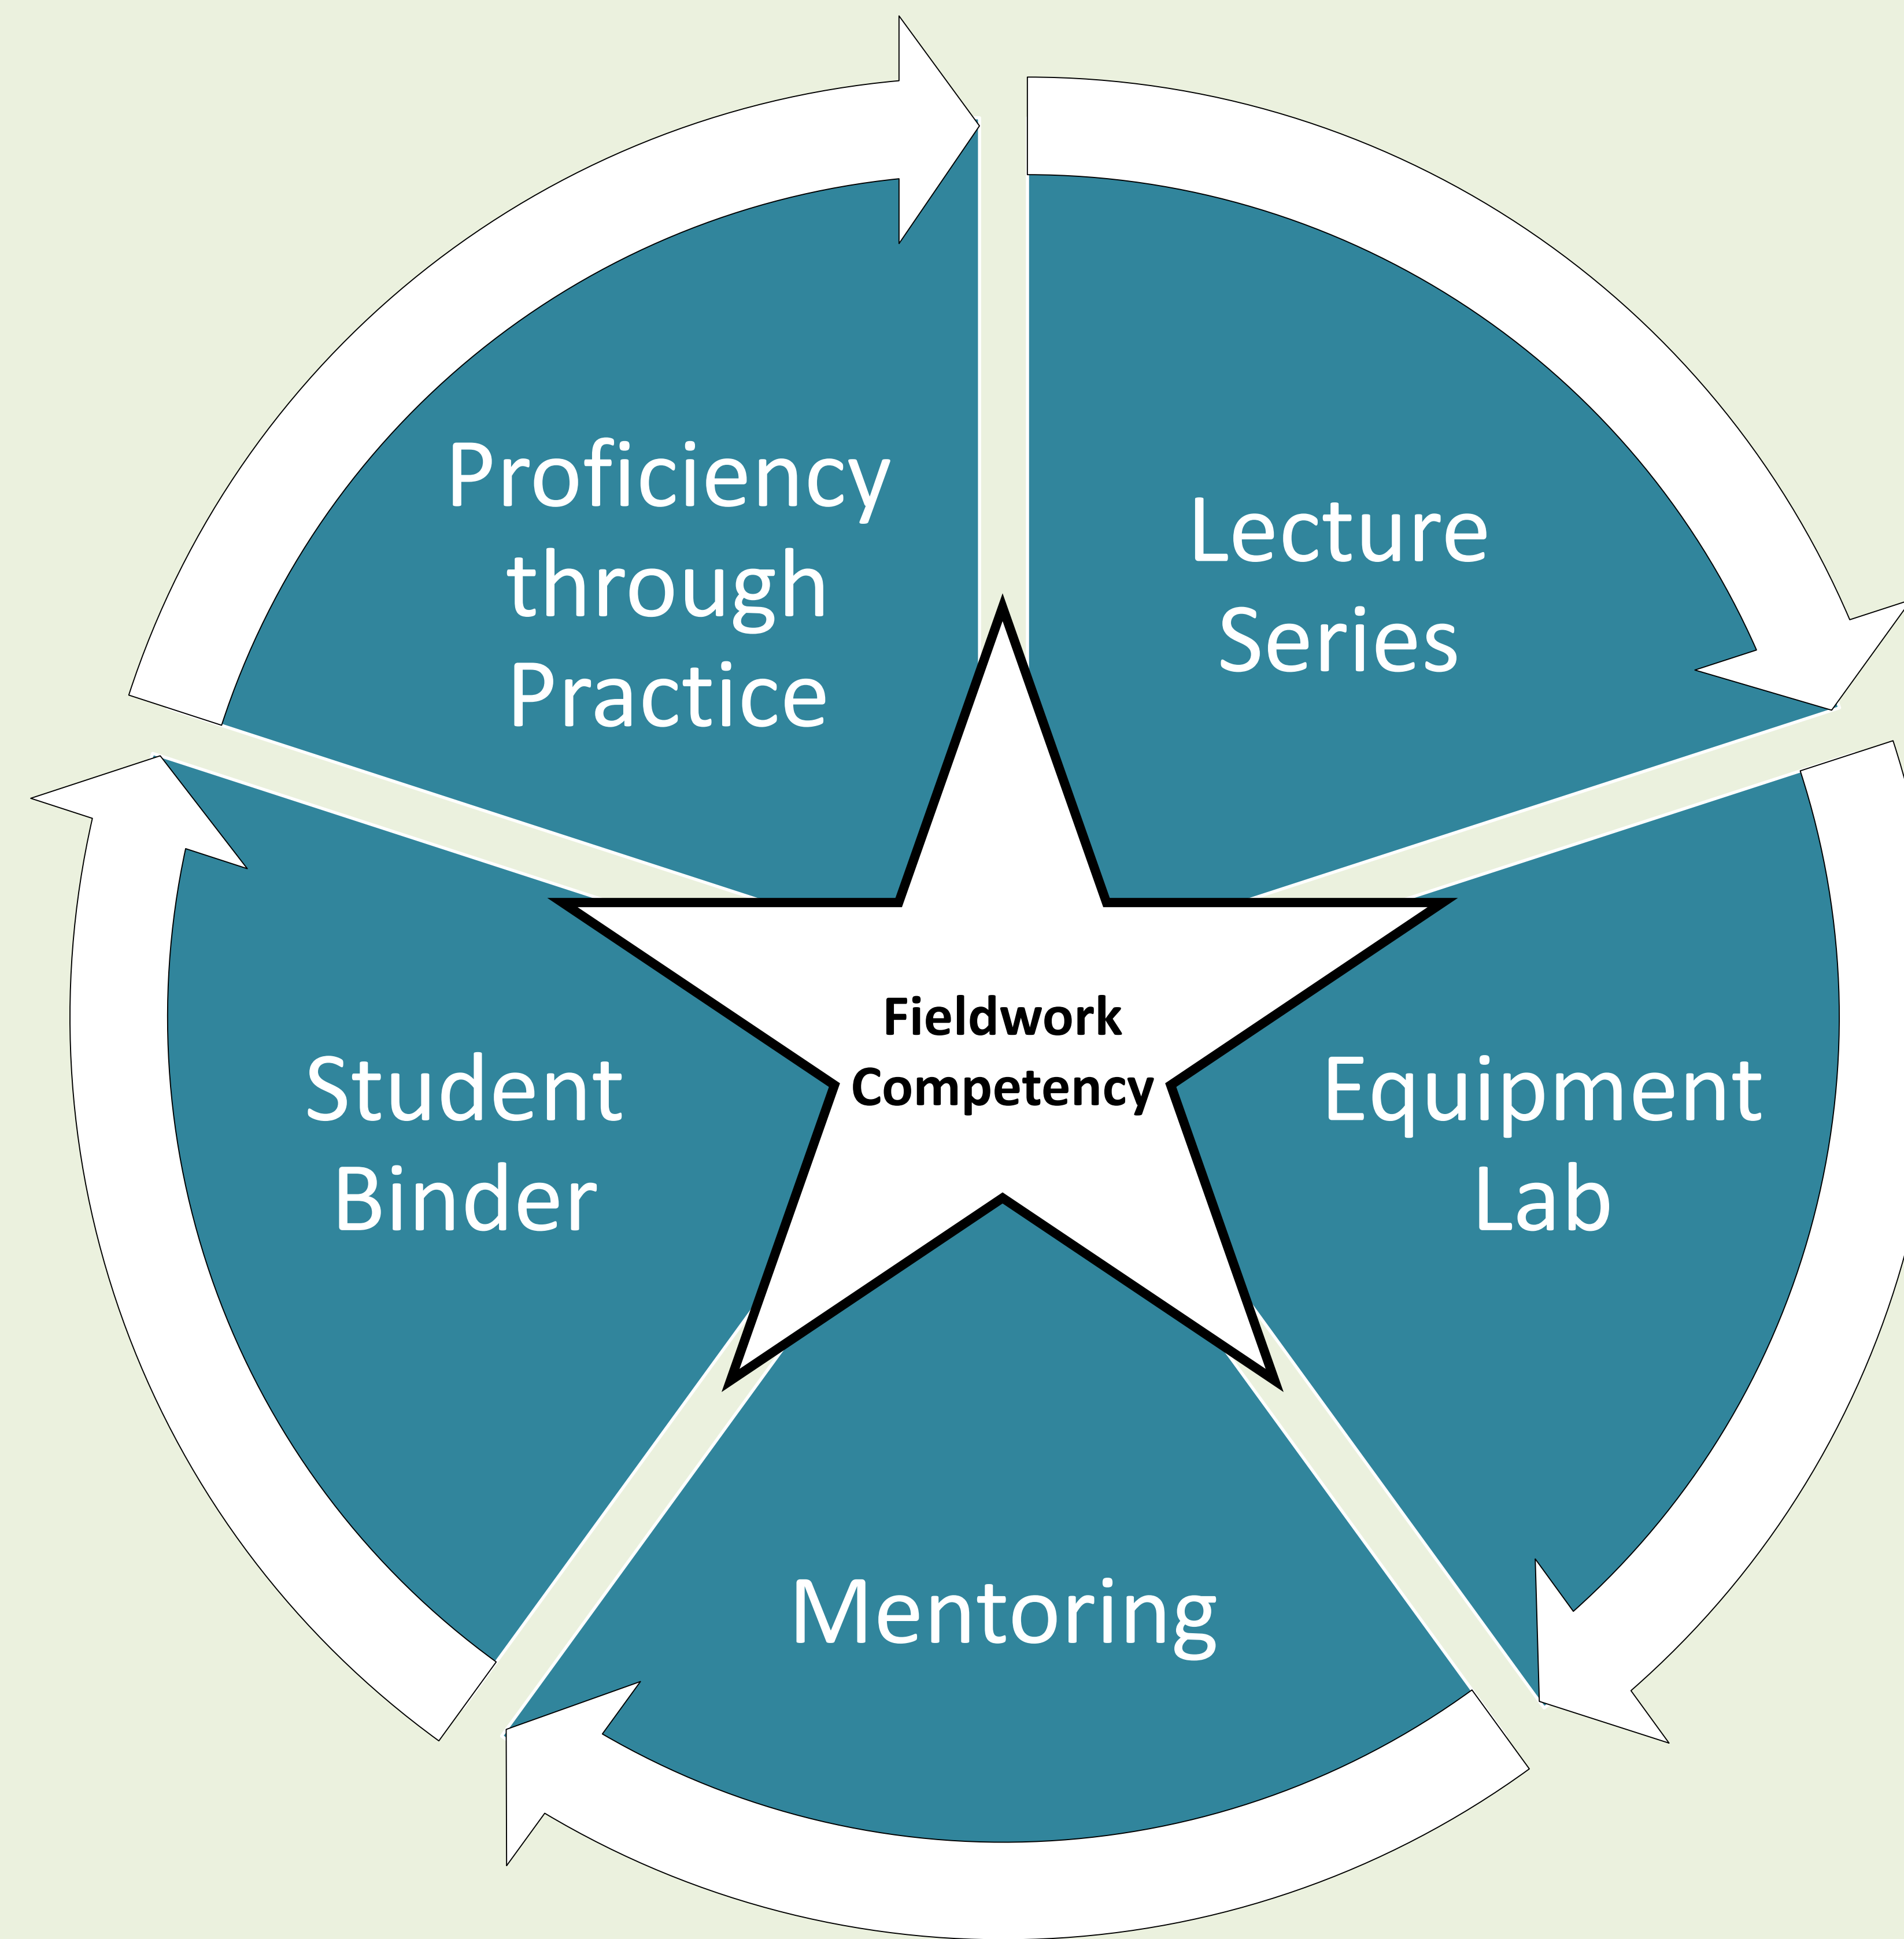 Proficiency
through
Practice
Lecture
Series
Fieldwork
Competency
Student
Binder
Equipment
Lab
Mentoring